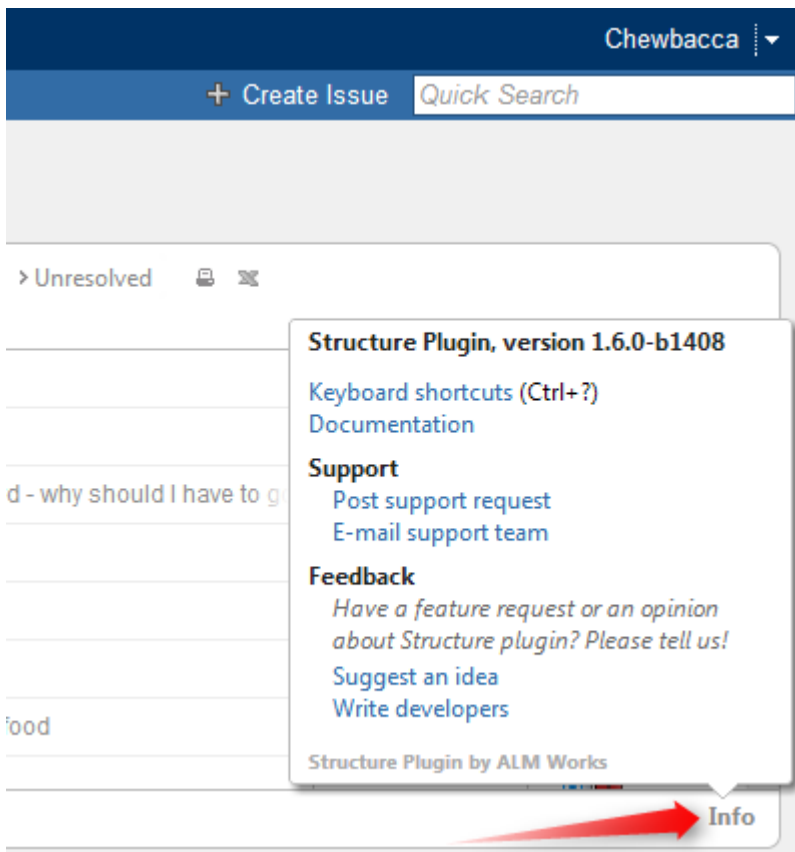 Chewbacca
Create Issue
Quick Search
Unresolved
Structure Plugin, version 1.6.0-b1408
Keyboard shortcuts (Ctrl+?)
Documentation
d - why should I have to g
Support
Post support request
E-mail support team
Feedback
Have a feature request or an opinion
about Structure plugin? Please tell us!
Suggest an idea
Write developers
food
Structure Plugin by ALM Works
Info